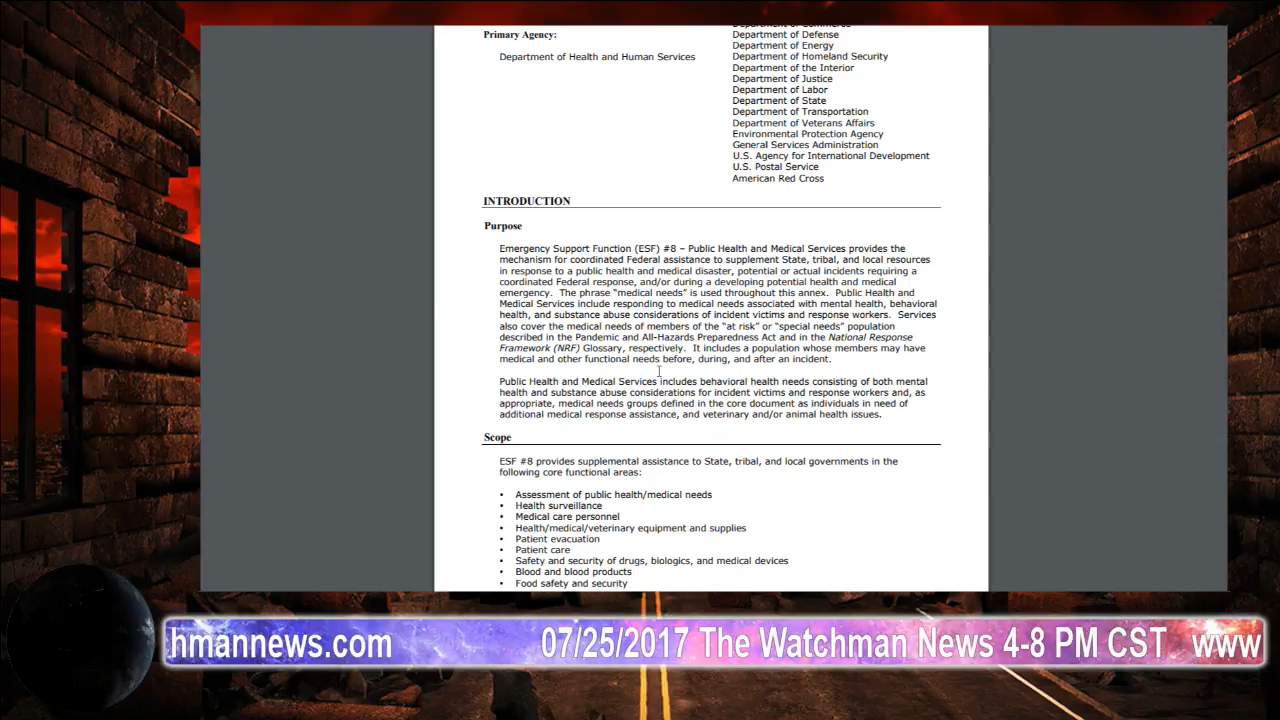 Department of Commerce
Primary Agency:
Department of Health and Human Services
Department of Defense
Department of Energy
Department of Homeland Security
Department of the Interior
Department of Justice
Department of Labor
Department of State
Department of Transportation
Department of Veterans Affairs
Environmental Protection Agency
General Services Administration
U.S. Agency for International Development
U.S. Postal Service
American Red Cross
INTRODUCTION
Purpose
Emergency Support Function (ESF) #8 – Public Health and Medical Services provides the
mechanism for coordinated Federal assistance to supplement State, tribal, and local resources
in response to a public health and medical disaster, potential or actual incidents requiring a
coordinated Federal response, and/or during a developing potential health and medical
emergency.  The phrase “medical needs” is used throughout this annex.  Public Health and
Medical Services include responding to medical needs associated with mental health, behavioral
health, and substance abuse considerations of incident victims and response workers.  Services
also cover the medical needs of members of the “at risk” or “special needs” population
described in the Pandemic and All-Hazards Preparedness Act and in the National Response
Framework (NRF) Glossary, respectively.  It includes a population whose members may have
medical and other functional needs before, during, and after an incident.
Public Health and Medical Services includes behavioral health needs consisting of both mental
health and substance abuse considerations for incident victims and response workers and, as
appropriate, medical needs groups defined in the core document as individuals in need of
additional medical response assistance, and veterinary and/or animal health issues.
Scope
ESF #8 provides supplemental assistance to State, tribal, and local governments in the
following core functional areas:
• Assessment of public health/medical needs
• Health surveillance
• Medical care personnel
• Health/medical/veterinary equipment and supplies
• Patient evacuation
• Patient care
• Safety and security of drugs, biologics, and medical devices
• Blood and blood products
• Food safety and security
hmannews.com 07/25/2017 The Watchman News 4-8 PM CST www